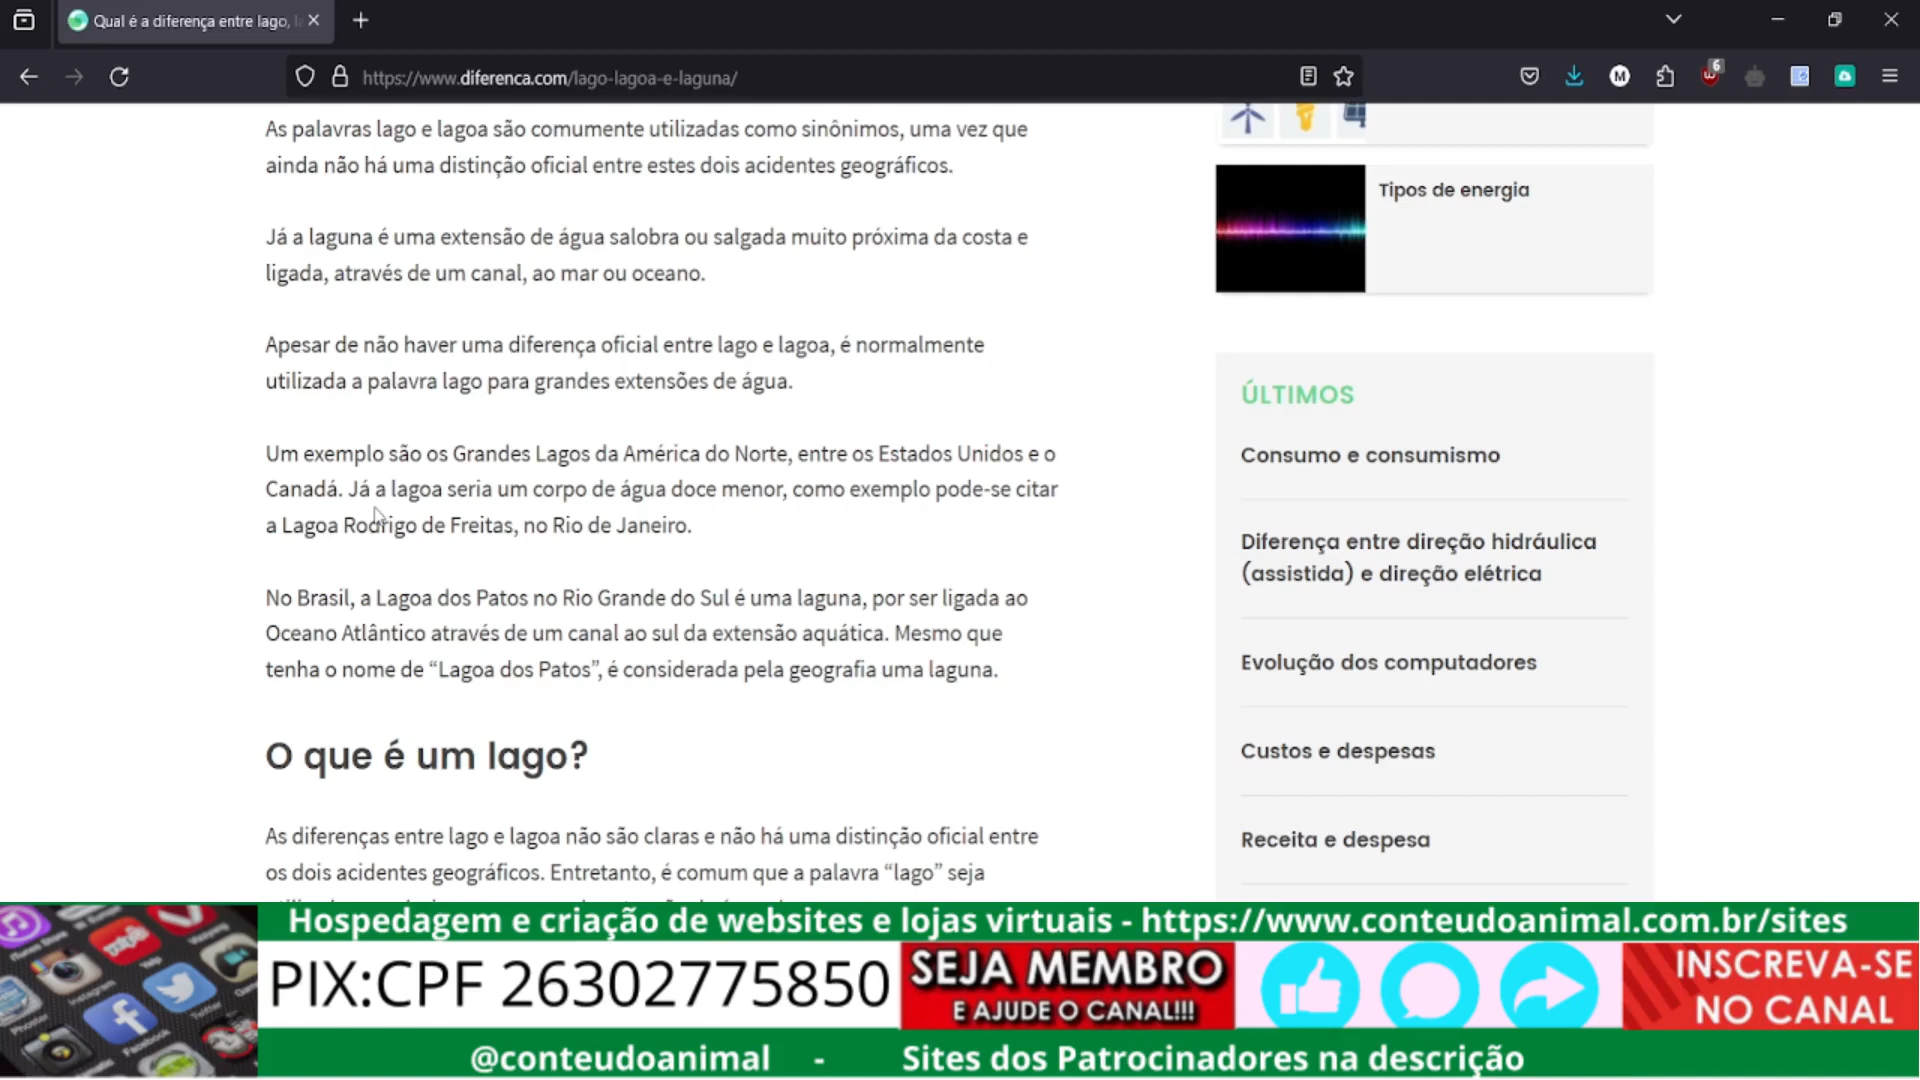 Qual é a diferença entre lago, l
https://www.diferenca.com/lago-lagoa-e-laguna/
6
As palavras lago e lagoa são comumente utilizadas como sinônimos, uma vez que
ainda não há uma distinção oficial entre estes dois acidentes geográficos.
Já a laguna é uma extensão de água salobra ou salgada muito próxima da costa e
ligada, através de um canal, ao mar ou oceano.
Apesar de não haver uma diferença oficial entre lago e lagoa, é normalmente
utilizada a palavra lago para grandes extensões de água.
Um exemplo são os Grandes Lagos da América do Norte, entre os Estados Unidos e o
Canadá. Já a lagoa seria um corpo de água doce menor, como exemplo pode-se citar
a Lagoa Rodrigo de Freitas, no Rio de Janeiro.
No Brasil, a Lagoa dos Patos no Rio Grande do Sul é uma laguna, por ser ligada ao
Oceano Atlântico através de um canal ao sul da extensão aquática. Mesmo que
tenha o nome de “Lagoa dos Patos”, é considerada pela geografia uma laguna.
O que é um lago?
As diferenças entre lago e lagoa não são claras e não há uma distinção oficial entre
os dois acidentes geográficos. Entretanto, é comum que a palavra “lago” seja
Tipos de energia
ÚLTIMOS
Consumo e consumismo
Diferença entre direção hidráulica
(assistida) e direção elétrica
Evolução dos computadores
Custos e despesas
Receita e despesa
Hospedagem e criação de websites e lojas virtuais - https://www.conteudoanimal.com.br/sites
PIX:CPF 26302775850
SEJA MEMBRO
E AJUDE O CANAL!!!
INSCREVA-SE
NO CANAL
@conteudoanimal - Sites dos Patrocinadores na descrição
Instagram
Facebook
Twitter